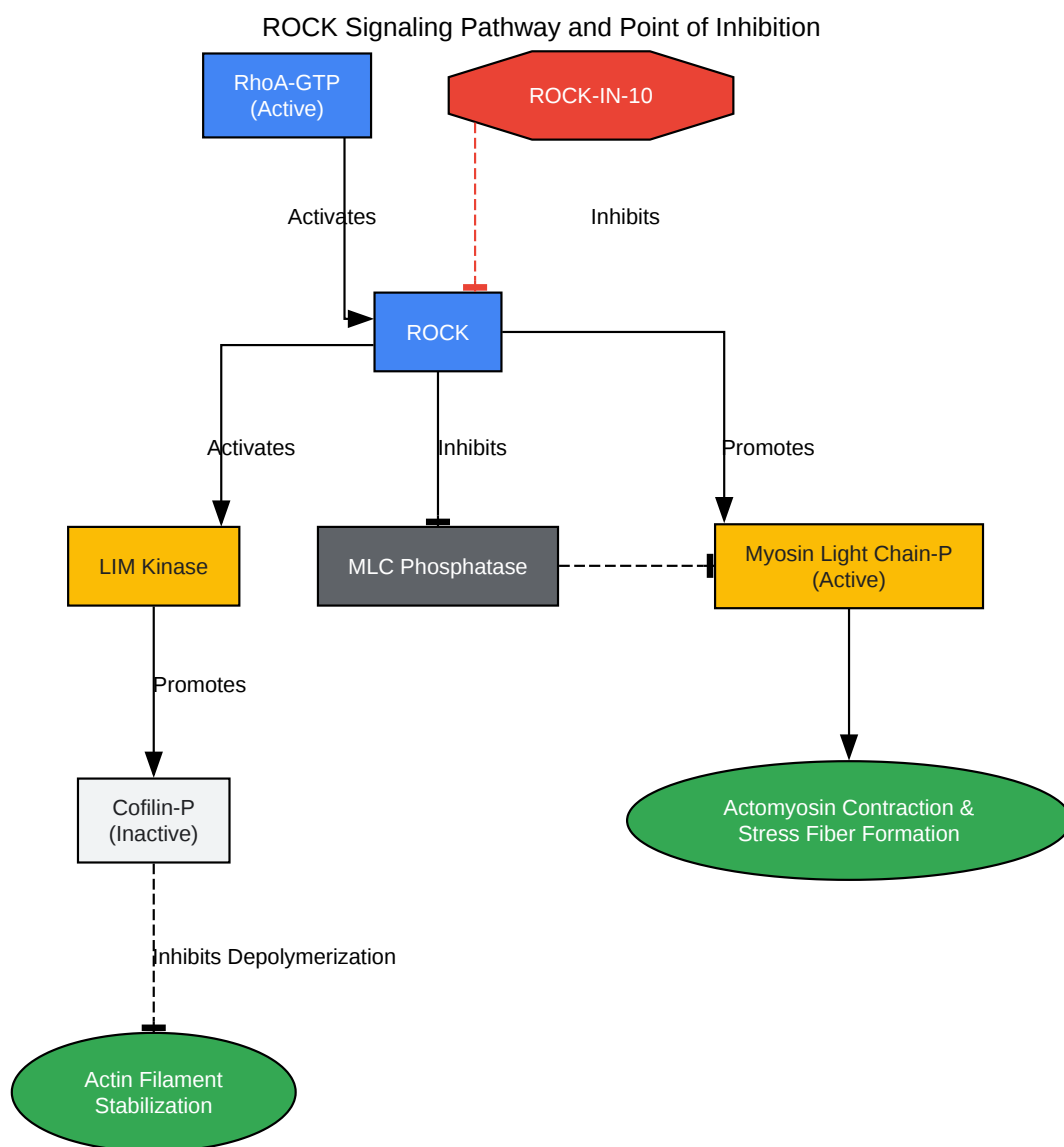 ROCK Signaling Pathway and Point of Inhibition
RhoA-GTP
(Active)
ROCK-IN-10
Activates
Inhibits
ROCK
Activates
Inhibits
Promotes
LIM Kinase
MLC Phosphatase
Myosin Light Chain-P
(Active)
Promotes
Cofilin-P
(Inactive)
Actomyosin Contraction &
Stress Fiber Formation
Inhibits Depolymerization
Actin Filament
Stabilization